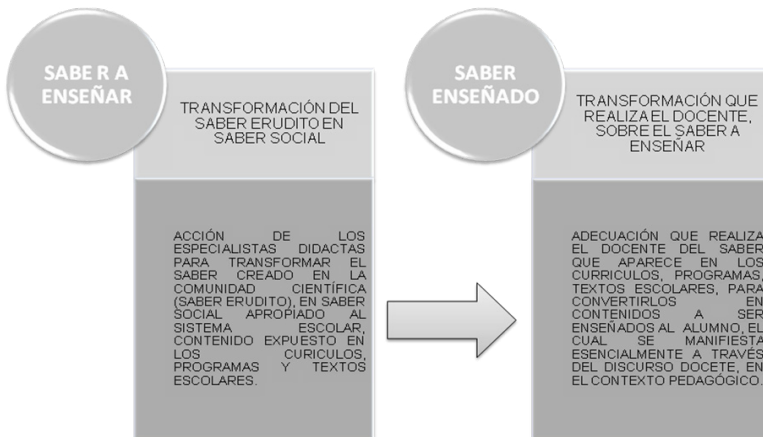 SABE R A
ENSEÑAR
TRANSFORMACIÓN DEL
SABER ERUDITO EN
SABER SOCIAL
ACCIÓN DE LOS
ESPECIALISTAS DIDACTAS
PARA TRANSFORMAR EL
SABER CREADO EN LA
COMUNIDAD CIENTÍFICA
(SABER ERUDITO), EN SABER
SOCIAL APROPIADO AL
SISTEMA ESCOLAR,
CONTENIDO EXPUESTO EN
LOS CURICULOS,
PROGRAMAS Y TEXTOS
ESCOLARES.
SABER
ENSEÑADO
TRANSFORMACIÓN QUE
REALIZA EL DOCENTE,
SOBRE EL SABER A
ENSEÑAR
ADECUACIÓN QUE REALIZA
EL DOCENTE DEL SABER
QUE APARECE EN LOS
CURRICULOS, PROGRAMAS,
TEXTOS ESCOLARES, PARA
CONVERTIRLOS EN
CONTENIDOS A SER
ENSEÑADOS AL ALUMNO, EL
CUAL SE MANIFIESTA
ESENCIALMENTE A TRAVÉS
DEL DISCURSO DOCETE, EN
EL CONTEXTO PEDAGÓGICO.